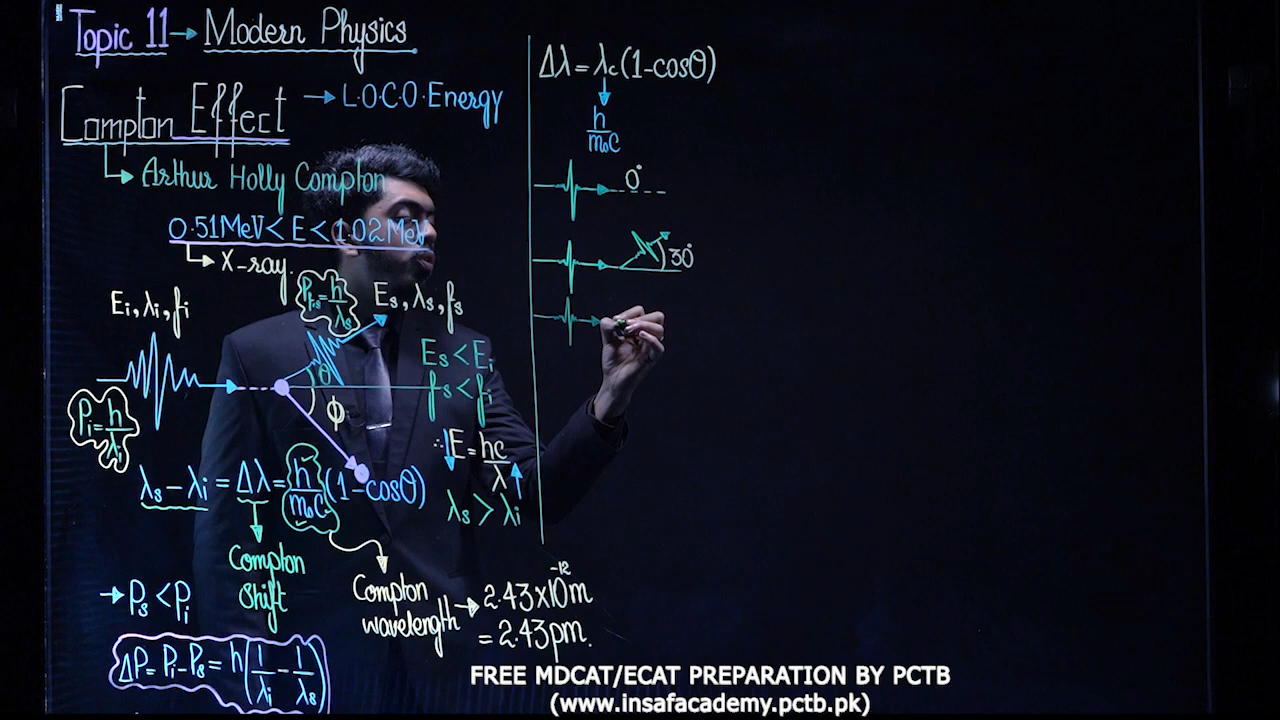 Topic 11 → Modern Physics
Compton Effect → L.O.C.O.Energy
Arthur Holly Compton
0.51MeV < E < 1.02MeV
X-ray.
Ei, λi, fi
Es, λs, fs
Pi = h/λi
θ
ϕ
Es < Ei
fs < fi
∴ E = hc/λ
λs > λi
λs − λi = Δλ = h/m₀c (1−cosθ)
Compton Shift
Compton wavelength → 2.43×10⁻¹²m
= 2.43pm.
→ Ps < Pi
ΔP = Pi − Ps = h(1/λi − 1/λs)
Δλ = λc(1-cosθ)
h/m₀c
0°
30°
FREE MDCAT/ECAT PREPARATION BY PCTB
(www.insafacademy.pctb.pk)